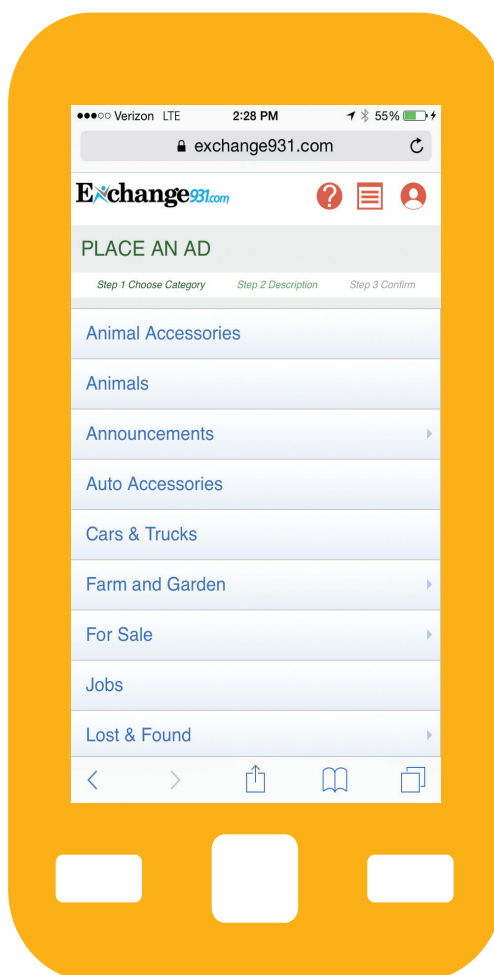 Verizon LTE 2:28 PM 55%
exchange931.com
Exchange931.com
?
PLACE AN AD
Step 1 Choose Category Step 2 Description Step 3 Confirm
Animal Accessories
Animals
Announcements
Auto Accessories
Cars & Trucks
Farm and Garden
For Sale
Jobs
Lost & Found